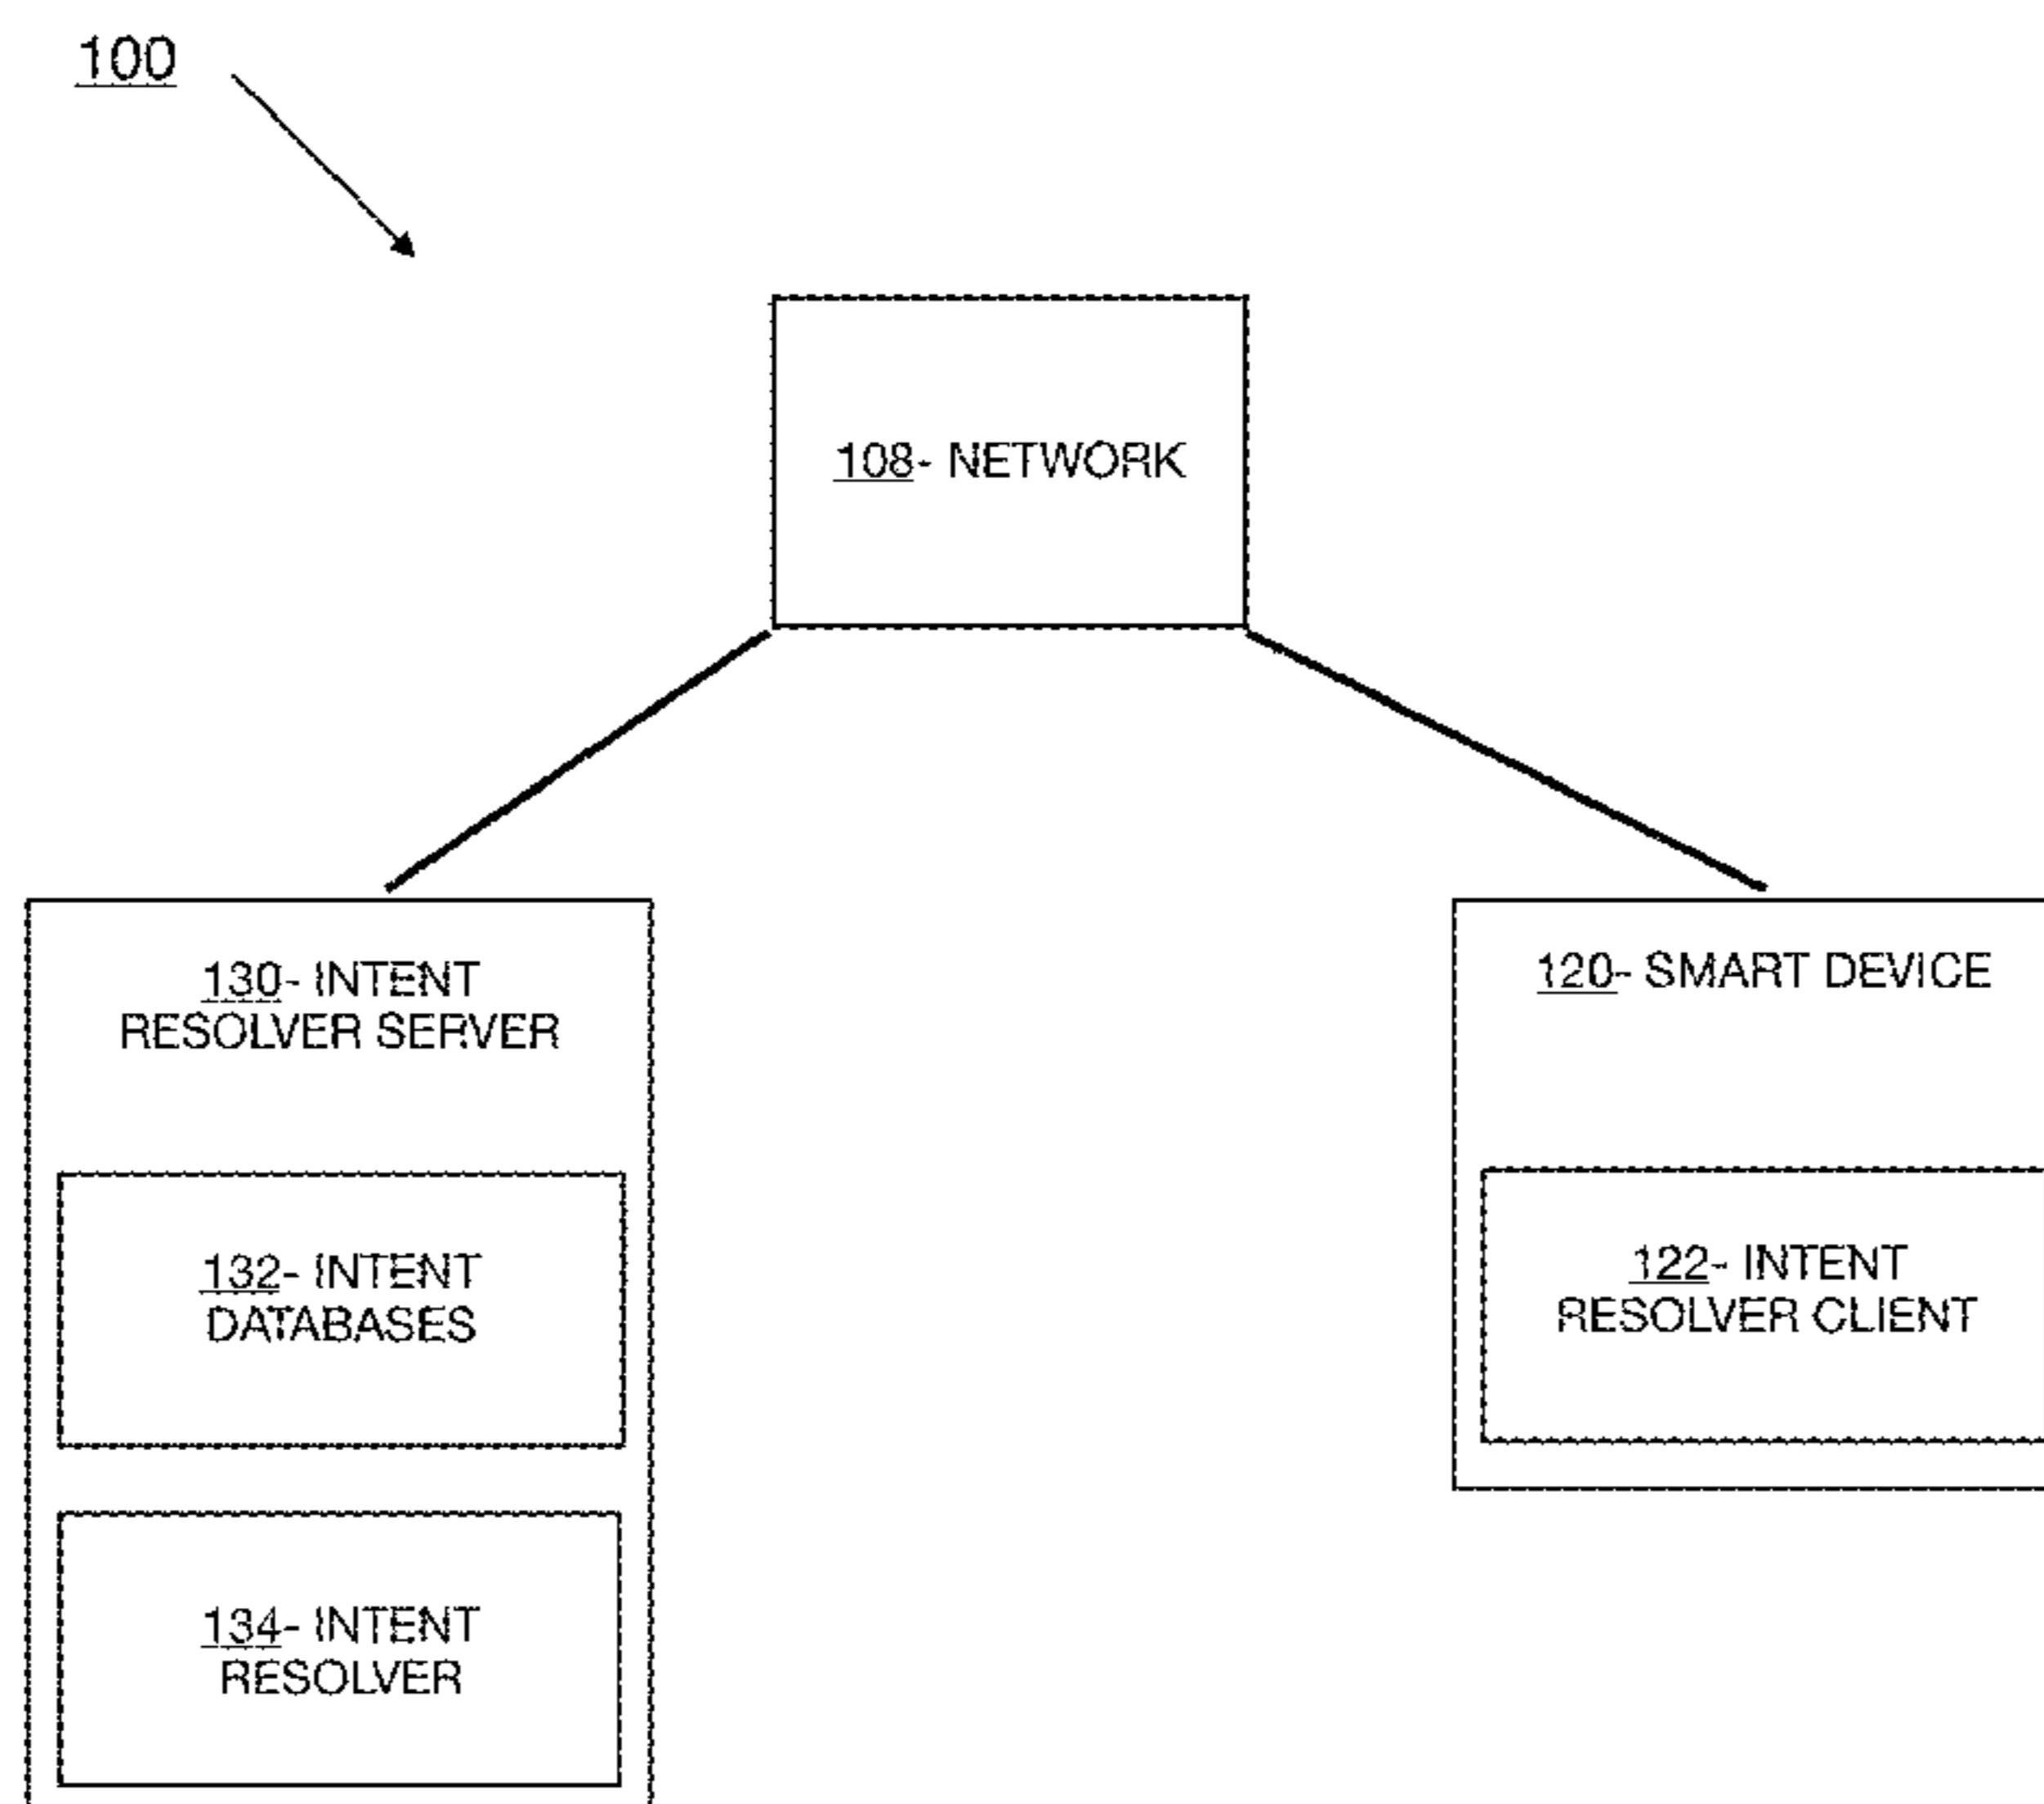 100
108- NETWORK
130- INTENT
RESOLVER SERVER
132- INTENT
DATABASES
134- INTENT
RESOLVER
120- SMART DEVICE
122- INTENT
RESOLVER CLIENT